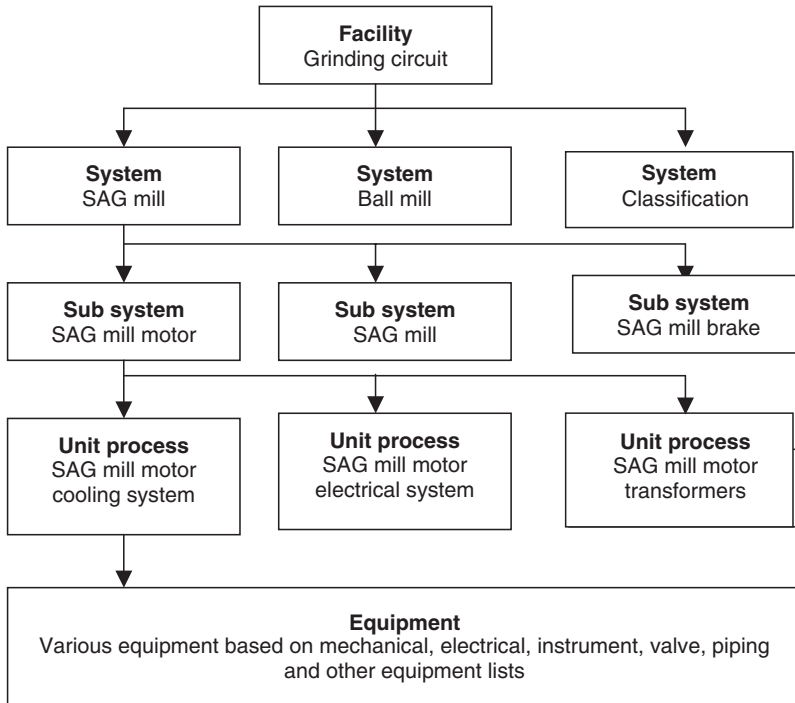 Facility
Grinding circuit
System
SAG mill
System
Ball mill
System
Classification
Sub system
SAG mill motor
Sub system
SAG mill
Sub system
SAG mill brake
Unit process
SAG mill motor
cooling system
Unit process
SAG mill motor
electrical system
Unit process
SAG mill motor
transformers
Equipment
Various equipment based on mechanical, electrical, instrument, valve, piping
and other equipment lists